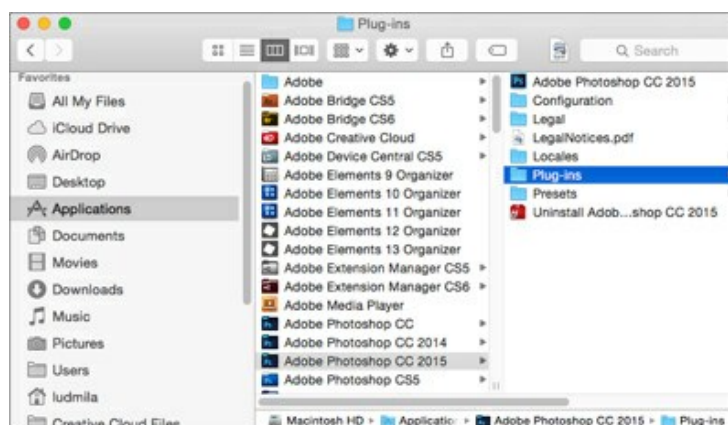 Plug-ins
Search
Favorites
All My Files
iCloud Drive
AirDrop
Desktop
Applications
Documents
Movies
Downloads
Music
Pictures
Users
ludmila
Creative Cloud Files
Adobe
Adobe Bridge CS5
Adobe Bridge CS6
Adobe Creative Cloud
Adobe Device Central CS5
Adobe Elements 9 Organizer
Adobe Elements 10 Organizer
Adobe Elements 11 Organizer
Adobe Elements 12 Organizer
Adobe Elements 13 Organizer
Adobe Extension Manager CS5
Adobe Extension Manager CS6
Adobe Media Player
Adobe Photoshop CC
Adobe Photoshop CC 2014
Adobe Photoshop CC 2015
Adobe Photoshop CS5
Adobe Photoshop CC 2015
Configuration
Legal
LegalNotices.pdf
Locales
Plug-ins
Presets
Uninstall Adob...shop CC 2015
Macintosh HD ▸ Applicatio ▸ Adobe Photoshop CC 2015 ▸ Plug-ins